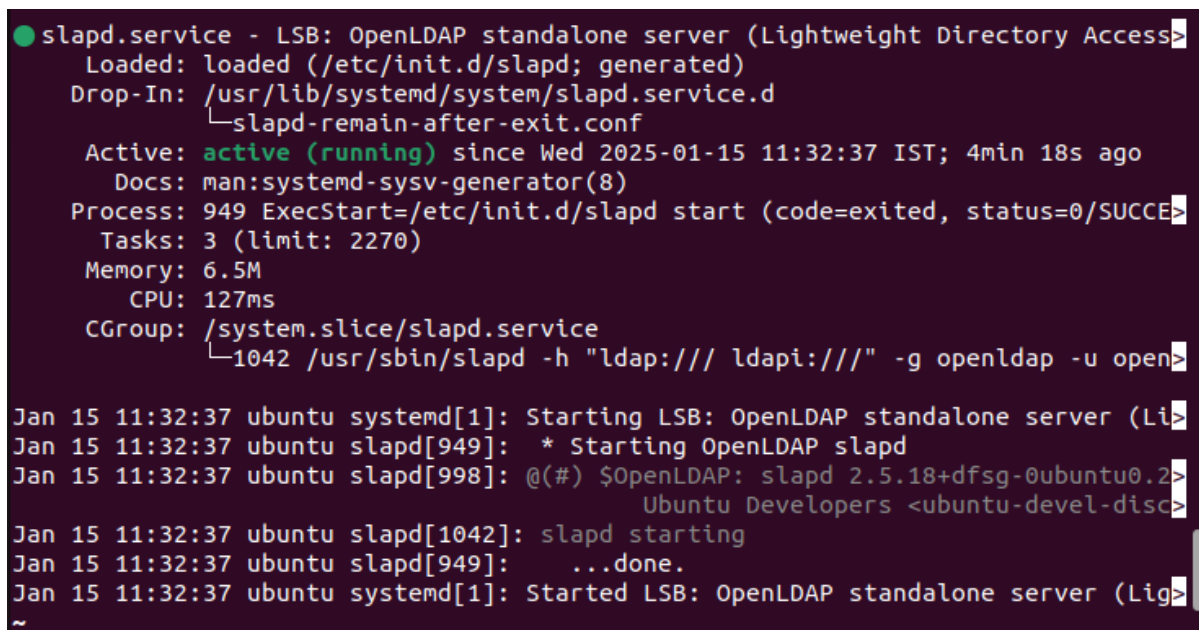 ● slapd.service - LSB: OpenLDAP standalone server (Lightweight Directory Access>
     Loaded: loaded (/etc/init.d/slapd; generated)
    Drop-In: /usr/lib/systemd/system/slapd.service.d
             └─slapd-remain-after-exit.conf
     Active: active (running) since Wed 2025-01-15 11:32:37 IST; 4min 18s ago
       Docs: man:systemd-sysv-generator(8)
    Process: 949 ExecStart=/etc/init.d/slapd start (code=exited, status=0/SUCCE>
      Tasks: 3 (limit: 2270)
     Memory: 6.5M
        CPU: 127ms
     CGroup: /system.slice/slapd.service
             └─1042 /usr/sbin/slapd -h "ldap:/// ldapi:///" -g openldap -u open>

Jan 15 11:32:37 ubuntu systemd[1]: Starting LSB: OpenLDAP standalone server (Li>
Jan 15 11:32:37 ubuntu slapd[949]:  * Starting OpenLDAP slapd
Jan 15 11:32:37 ubuntu slapd[998]: @(#) $OpenLDAP: slapd 2.5.18+dfsg-0ubuntu0.2>
                                           Ubuntu Developers <ubuntu-devel-disc>
Jan 15 11:32:37 ubuntu slapd[1042]: slapd starting
Jan 15 11:32:37 ubuntu slapd[949]:    ...done.
Jan 15 11:32:37 ubuntu systemd[1]: Started LSB: OpenLDAP standalone server (Lig>
~